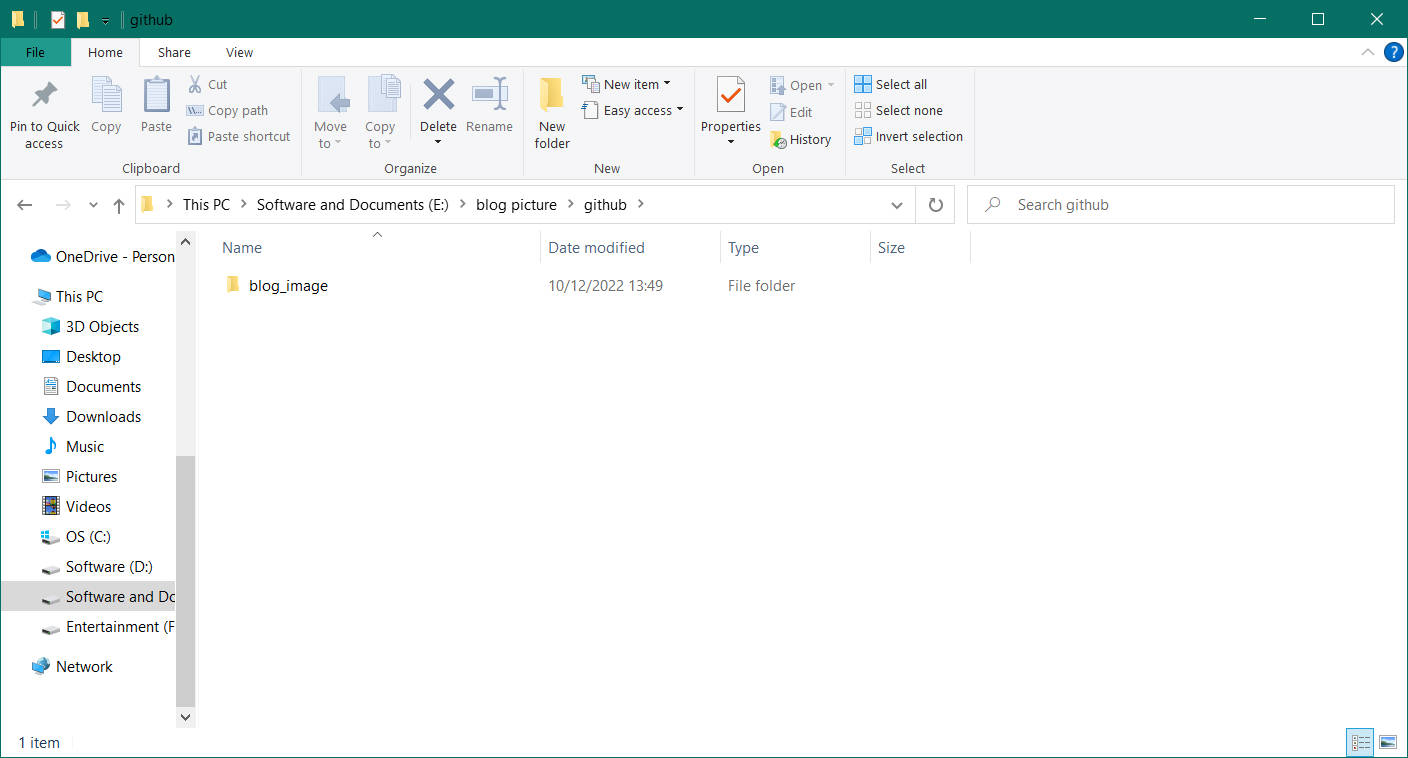 github
File Home Share View
Pin to Quick access
Copy
Paste
Cut
Copy path
Paste shortcut
Clipboard
Move to
Copy to
Delete
Rename
Organize
New folder
New item
Easy access
New
Properties
Open
Edit
History
Open
Select all
Select none
Invert selection
Select
This PC > Software and Documents (E:) > blog picture > github >
Search github
Name Date modified Type Size
blog_image 10/12/2022 13:49 File folder
OneDrive - Person
This PC
3D Objects
Desktop
Documents
Downloads
Music
Pictures
Videos
OS (C:)
Software (D:)
Software and Do
Entertainment (F
Network
1 item